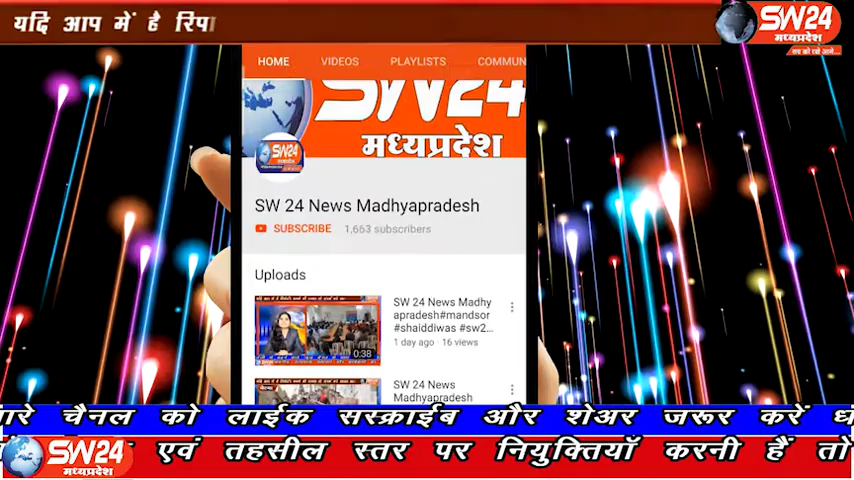 यदि आप में है रिपा
SW24
मध्यप्रदेश
HOME VIDEOS PLAYLISTS COMMUN
SW24
मध्यप्रदेश
SW24
SW 24 News Madhyapradesh
SUBSCRIBE 1,663 subscribers
Uploads
SW 24 News Madhy
apradesh#mandsor
#shaiddiwas #sw2...
1 day ago · 16 views
0:38
SW 24 News
Madhyapradesh
ारे चैनल को लाईक सस्क्राईब और शेअर जरूर करें
एवं तहसील स्तर पर नियुक्तियॉ करनी हैं तो
SW24
मध्यप्रदेश